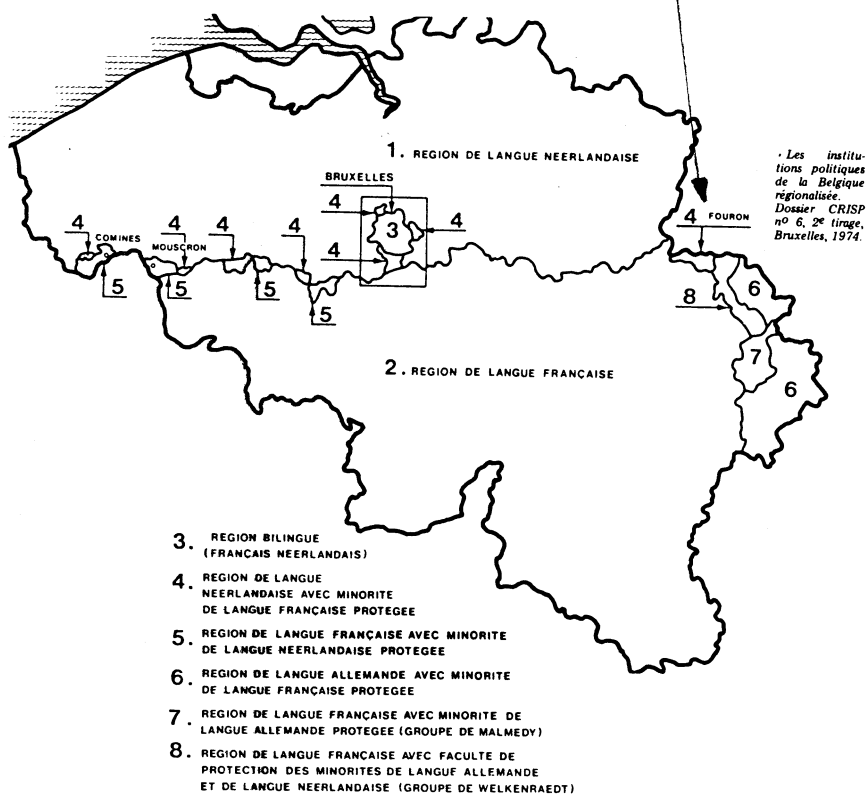 1. REGION DE LANGUE NEERLANDAISE
BRUXELLES
· Les institu-
tions politiques
de la Belgique
régionalisée.
Dossier CRISP
nº 6, 2e tirage,
Bruxelles, 1974.
4
3
4
4
4 FOURON
4
COMINES
4
MOUSCRON
4
4
5
5
5
5
6
8
7
6
2. REGION DE LANGUE FRANÇAISE
3. REGION BILINGUE
(FRANÇAIS NEERLANDAIS)
4. REGION DE LANGUE
NEERLANDAISE AVEC MINORITE
DE LANGUE FRANÇAISE PROTEGEE
5. REGION DE LANGUE FRANÇAISE AVEC MINORITE
DE LANGUE NEERLANDAISE PROTEGEE
6. REGION DE LANGUE ALLEMANDE AVEC MINORITE
DE LANGUE FRANÇAISE PROTEGEE
7. REGION DE LANGUE FRANÇAISE AVEC MINORITE DE
LANGUE ALLEMANDE PROTEGEE (GROUPE DE MALMEDY)
8. REGION DE LANGUE FRANÇAISE AVEC FACULTE DE
PROTECTION DES MINORITES DE LANGUE ALLEMANDE
ET DE LANGUE NEERLANDAISE (GROUPE DE WELKENRAEDT)